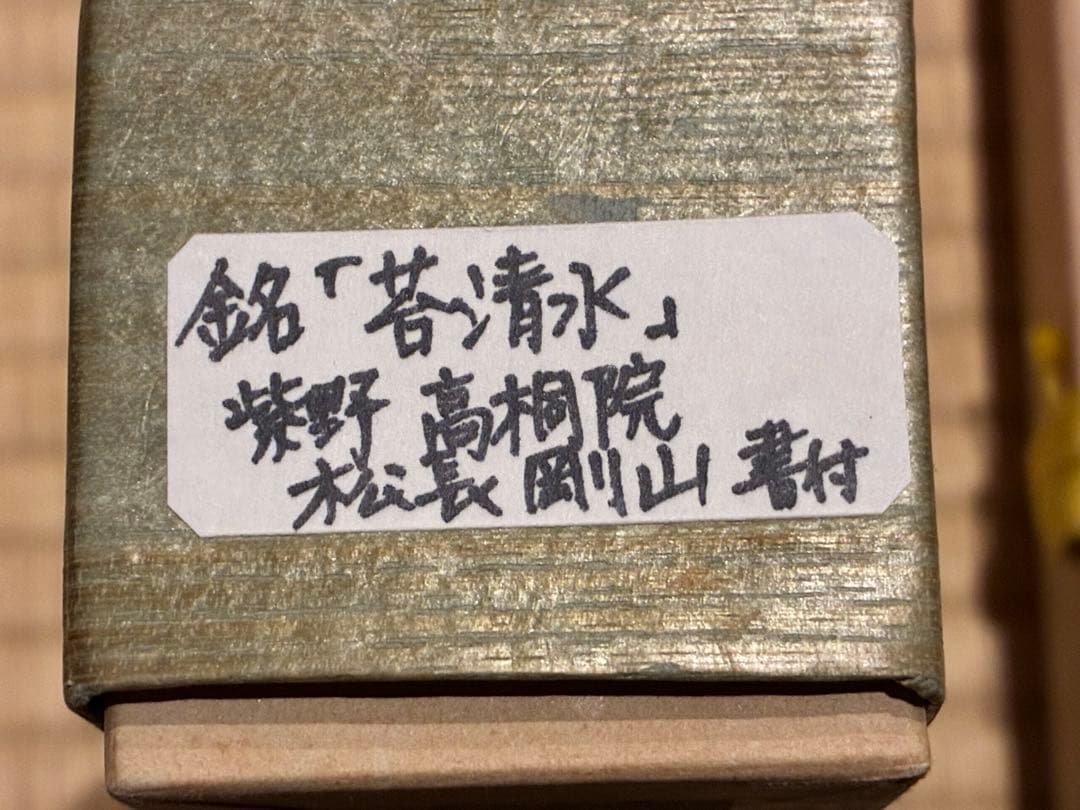 銘「苔清水」
紫野 高桐院
松長剛山 書付